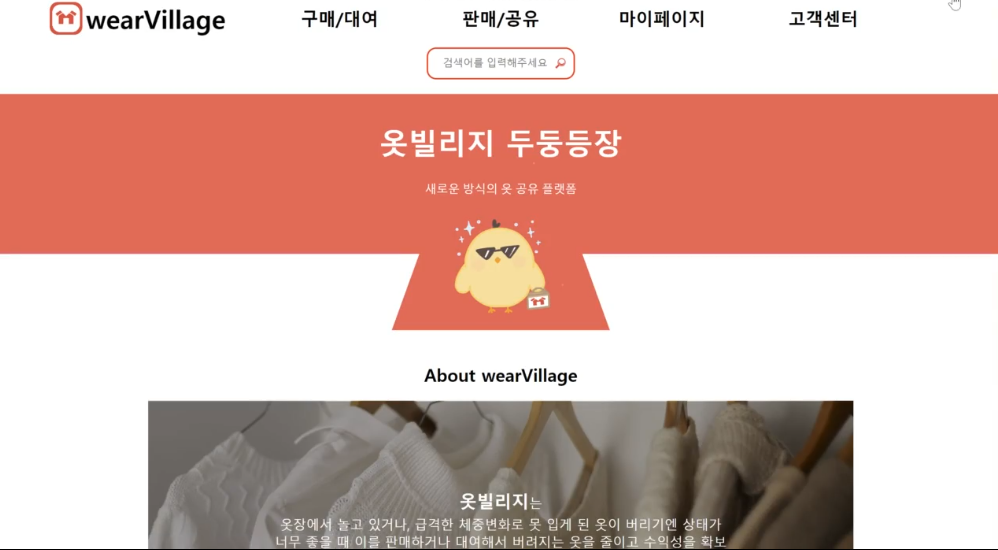 wearVillage
구매/대여
판매/공유
마이페이지
고객센터
검색어를 입력해주세요
옷빌리지 두둥등장
새로운 방식의 옷 공유 플랫폼
About wearVillage
옷빌리지는
옷장에서 놀고 있거나, 급격한 체중변화로 못 입게 된 옷이 버리기엔 상태가
너무 좋을 때 이를 판매하거나 대여해서 버려지는 옷을 줄이고 수익성을 확보